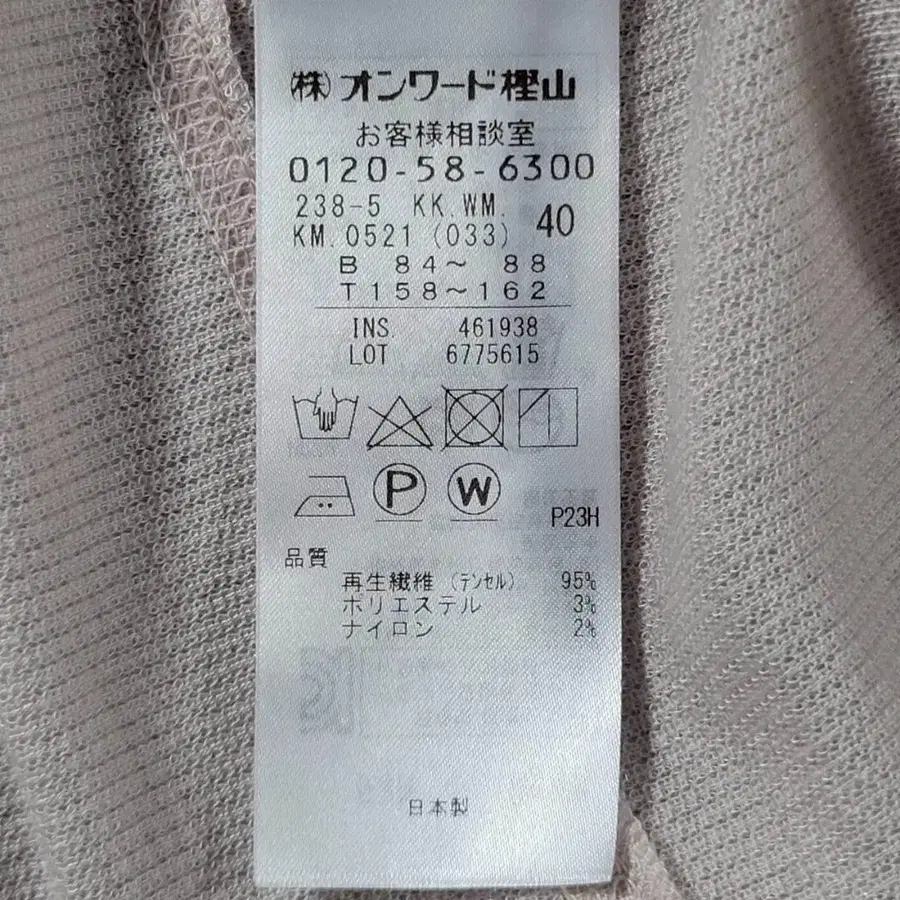 ㈱オンワード樫山
お客様相談室
0120-58-6300
238-5 KK.WM.
KM.0521 (033) 40
B 84～ 88
T 158～162
INS. 461938
LOT 6775615
P W
P23H
品質
再生繊維 (テンセル) 95%
ポリエステル 3%
ナイロン 2%
日本製